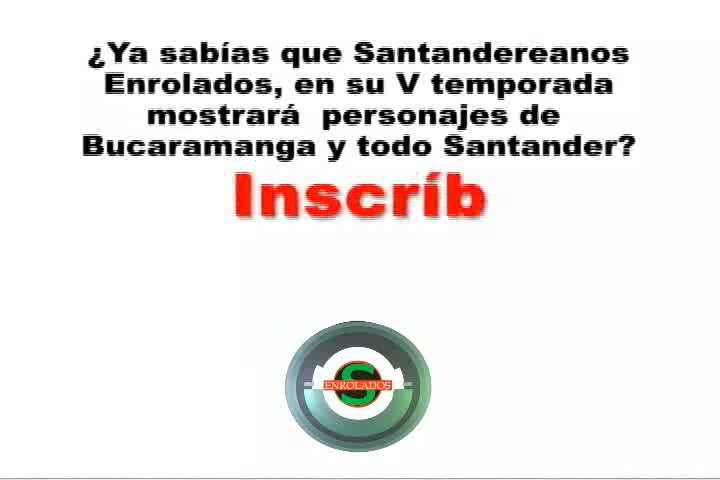 ¿Ya sabías que Santandereanos
Enrolados, en su V temporada
mostrará personajes de
Bucaramanga y todo Santander?
Inscríb
S
ENROLADOS